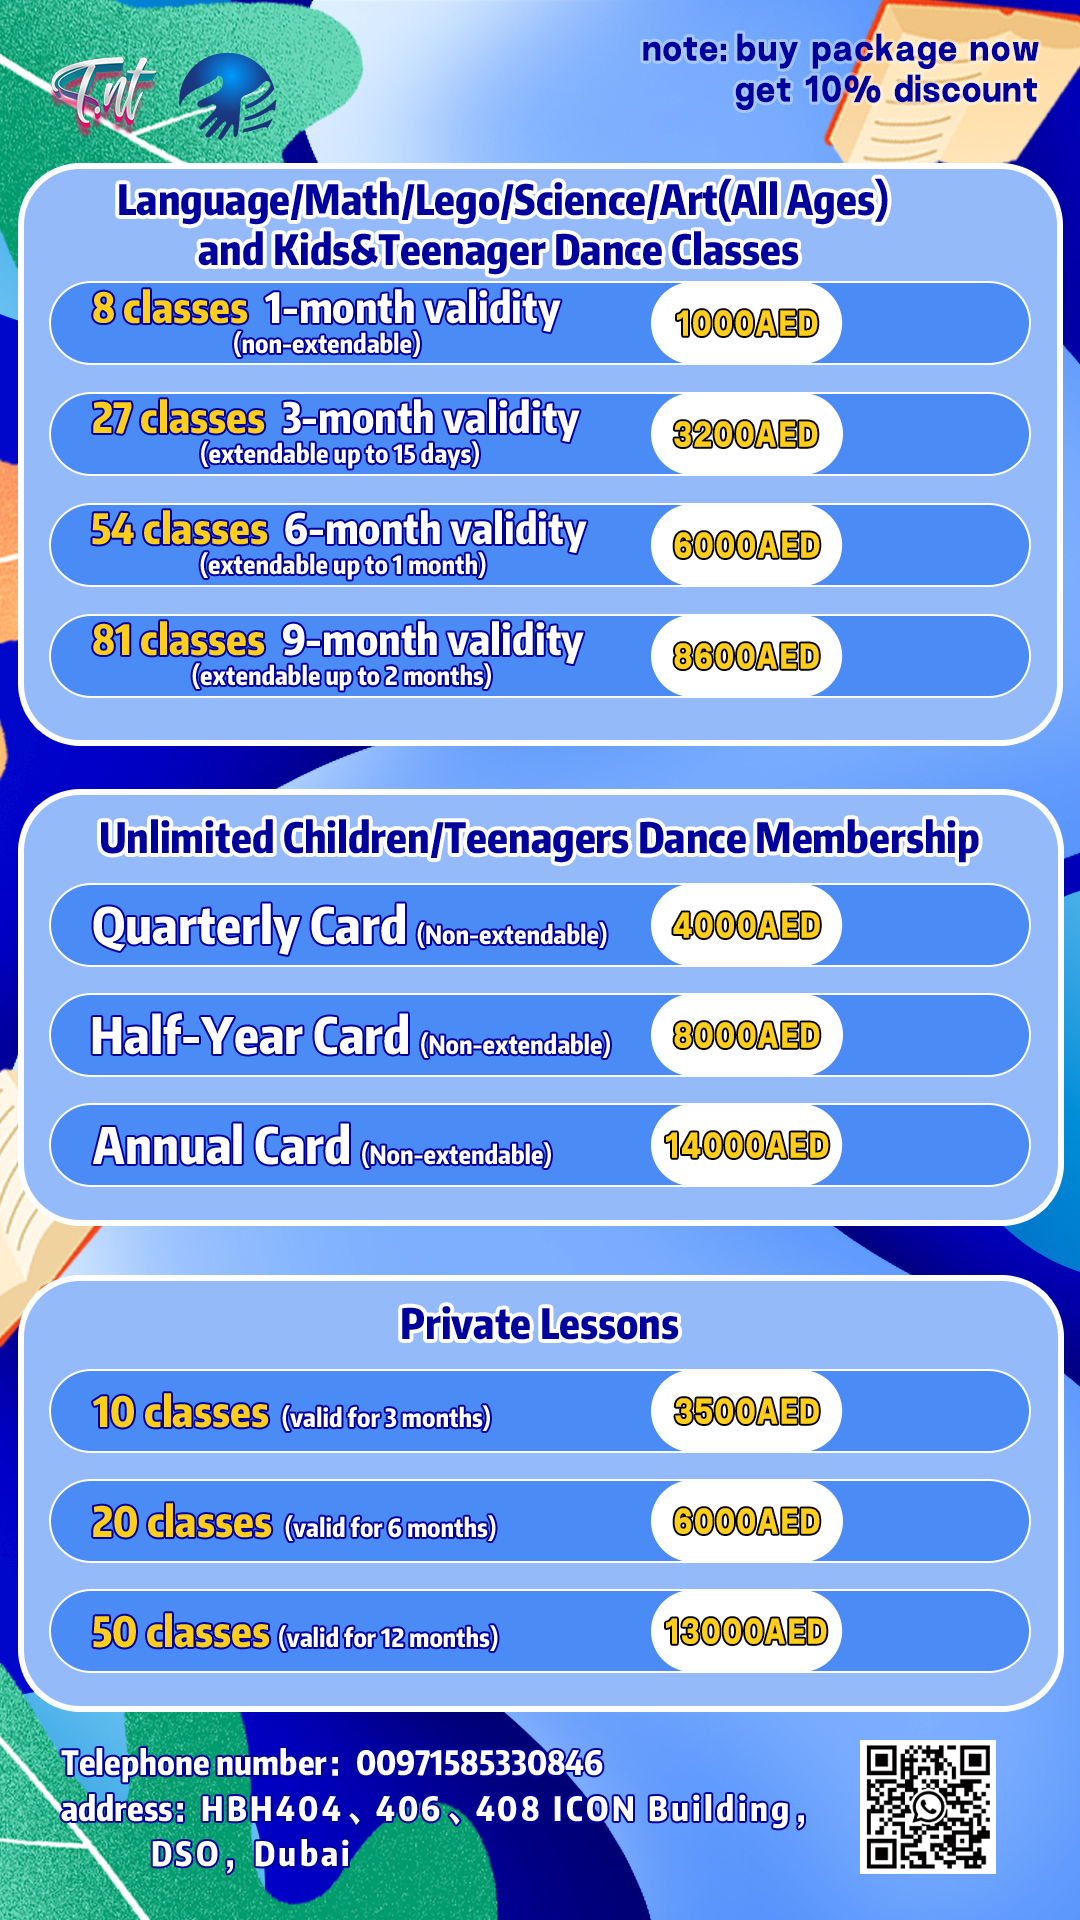 T.nt
note: buy package now
get 10% discount
Language/Math/Lego/Science/Art(All Ages)
and Kids&Teenager Dance Classes
8 classes 1-month validity
(non-extendable)
1000AED
27 classes 3-month validity
(extendable up to 15 days)
3200AED
54 classes 6-month validity
(extendable up to 1 month)
6000AED
81 classes 9-month validity
(extendable up to 2 months)
8600AED
Unlimited Children/Teenagers Dance Membership
Quarterly Card (Non-extendable) 4000AED
Half-Year Card (Non-extendable) 8000AED
Annual Card (Non-extendable) 14000AED
Private Lessons
10 classes (valid for 3 months) 3500AED
20 classes (valid for 6 months) 6000AED
50 classes (valid for 12 months) 13000AED
Telephone number：00971585330846
address：HBH404、406、408 ICON Building，
DSO，Dubai